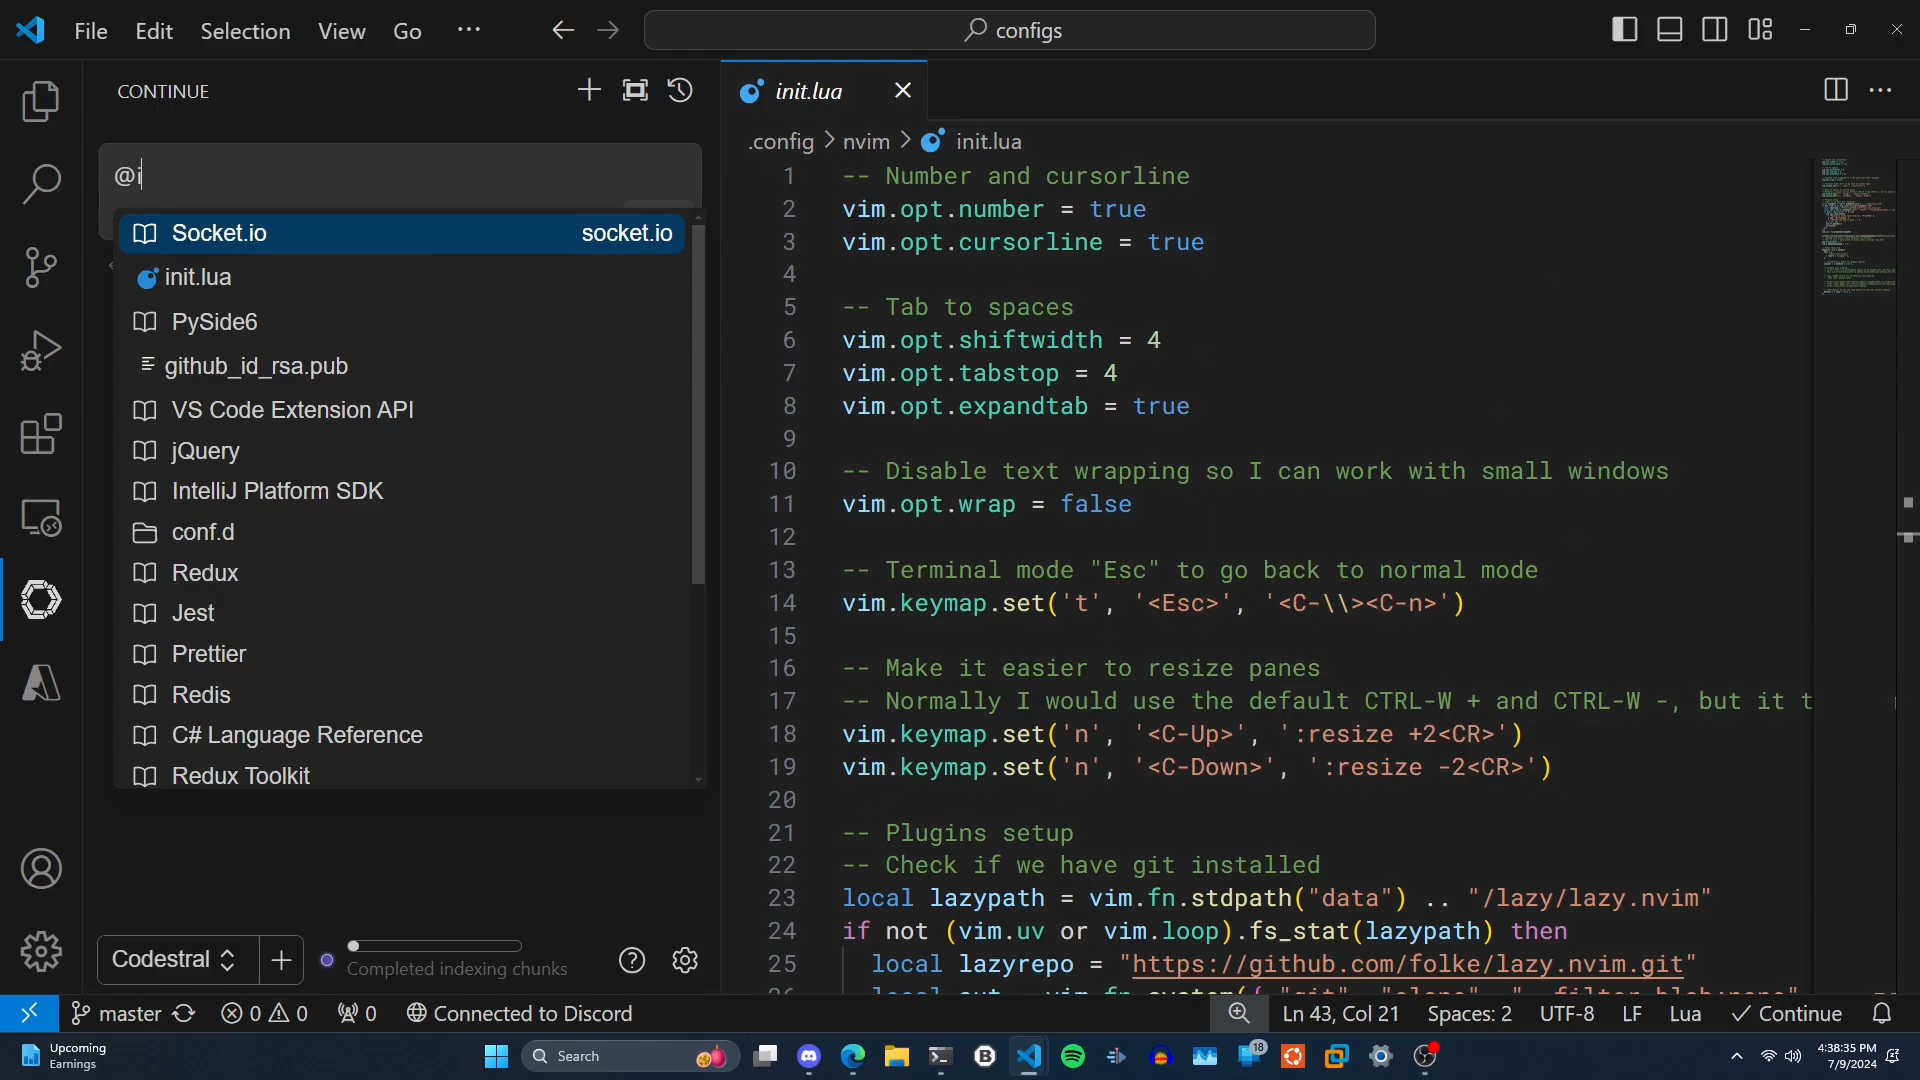 File Edit Selection View Go ···
configs
CONTINUE
@i
Socket.io socket.io
init.lua
PySide6
github_id_rsa.pub
VS Code Extension API
jQuery
IntelliJ Platform SDK
conf.d
Redux
Jest
Prettier
Redis
C# Language Reference
Redux Toolkit
Codestral
Completed indexing chunks
init.lua
.config > nvim > init.lua
1 -- Number and cursorline
2 vim.opt.number = true
3 vim.opt.cursorline = true
4
5 -- Tab to spaces
6 vim.opt.shiftwidth = 4
7 vim.opt.tabstop = 4
8 vim.opt.expandtab = true
9
10 -- Disable text wrapping so I can work with small windows
11 vim.opt.wrap = false
12
13 -- Terminal mode "Esc" to go back to normal mode
14 vim.keymap.set('t', '<Esc>', '<C-\\><C-n>')
15
16 -- Make it easier to resize panes
17 -- Normally I would use the default CTRL-W + and CTRL-W -, but it t
18 vim.keymap.set('n', '<C-Up>', ':resize +2<CR>')
19 vim.keymap.set('n', '<C-Down>', ':resize -2<CR>')
20
21 -- Plugins setup
22 -- Check if we have git installed
23 local lazypath = vim.fn.stdpath("data") .. "/lazy/lazy.nvim"
24 if not (vim.uv or vim.loop).fs_stat(lazypath) then
25 local lazyrepo = "https://github.com/folke/lazy.nvim.git"
master 0 0 0 Connected to Discord
Ln 43, Col 21 Spaces: 2 UTF-8 LF Lua Continue
Upcoming
Earnings
Search
18
4:38:35 PM
7/9/2024